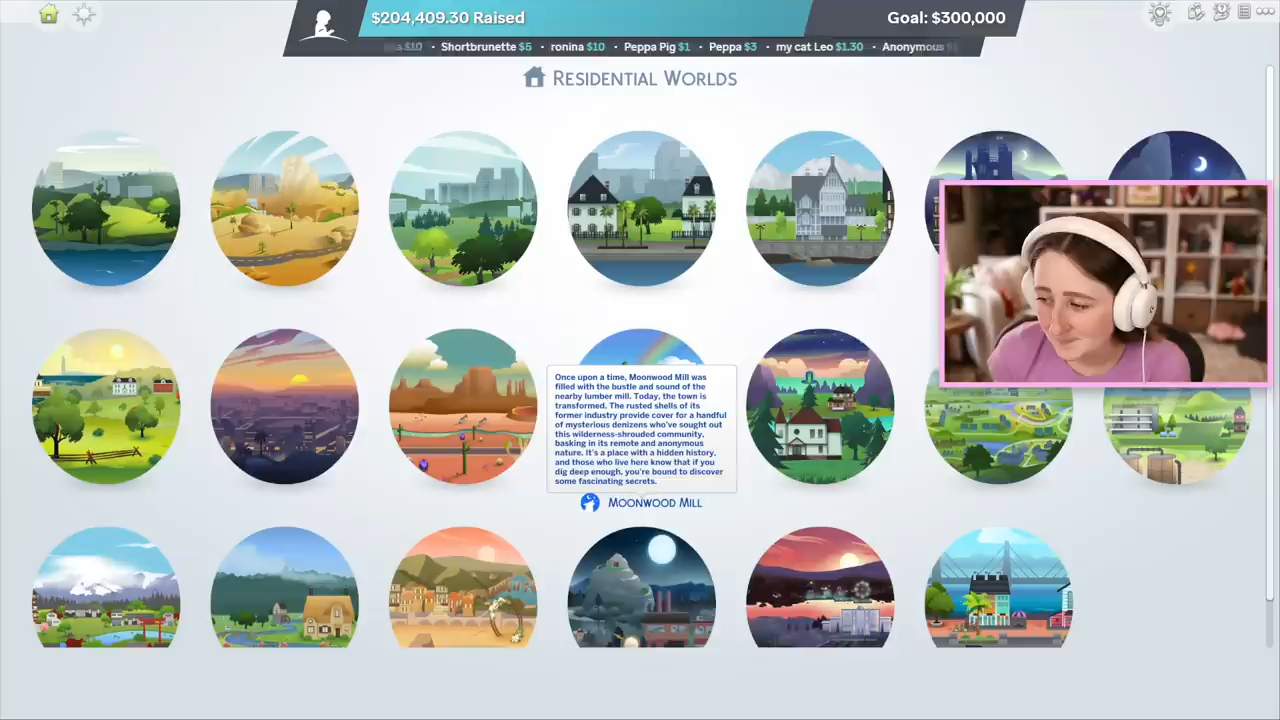 $204,409.30 Raised
Goal: $300,000
$10 · Shortbrunette $5 · ronina $10 · Peppa Pig $1 · Peppa $3 · my cat Leo $1.30 · Anonymous
RESIDENTIAL WORLDS
Once upon a time, Moonwood Mill was
filled with the bustle and sound of the
nearby lumber mill. Today, the town is
transformed. The rusted shells of its
former industry provide cover for a handful
of mysterious denizens who've sought out
this wilderness-shrouded community,
basking in its remote and anonymous
nature. It's a place with a hidden history,
and those who live here know that if you
dig deep enough, you're bound to discover
some fascinating secrets.
MOONWOOD MILL